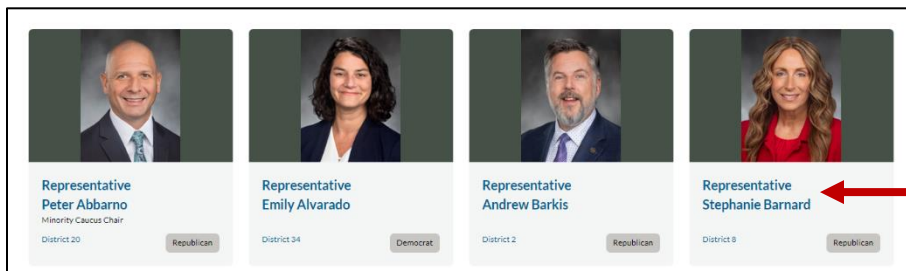 Representative
Peter Abbarno
Minority Caucus Chair
District 20
Republican
Representative
Emily Alvarado
District 34
Democrat
Representative
Andrew Barkis
District 2
Republican
Representative
Stephanie Barnard
District 8
Republican